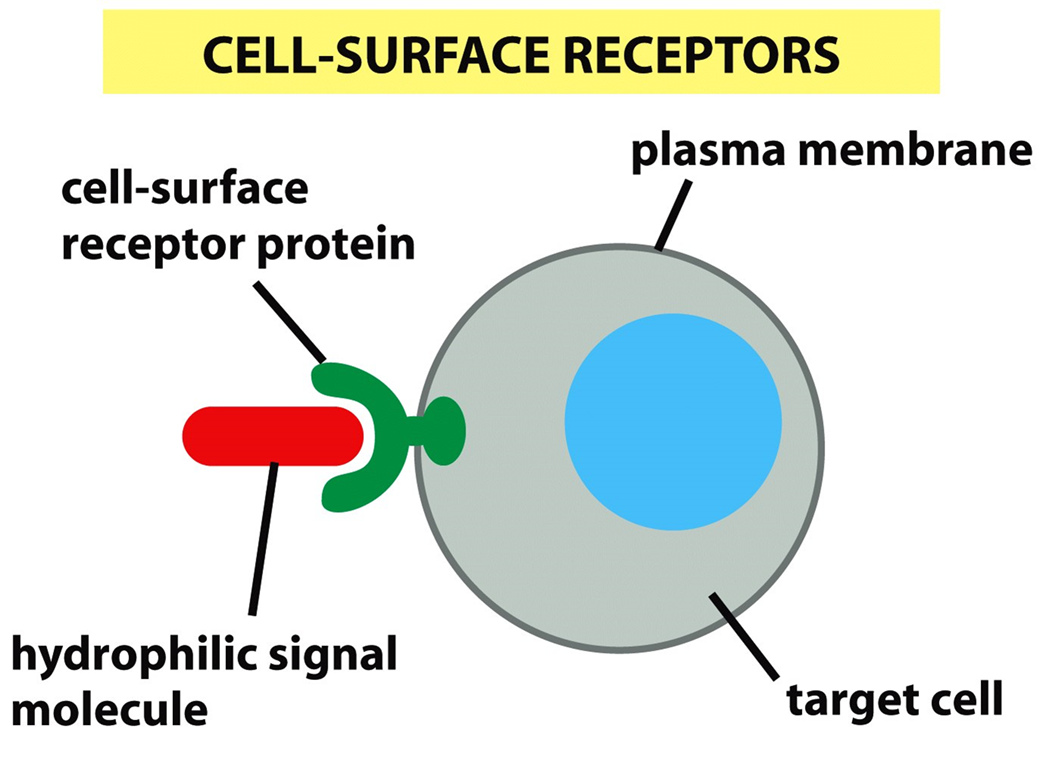 CELL-SURFACE RECEPTORS
plasma membrane
cell-surface
receptor protein
hydrophilic signal
molecule
target cell